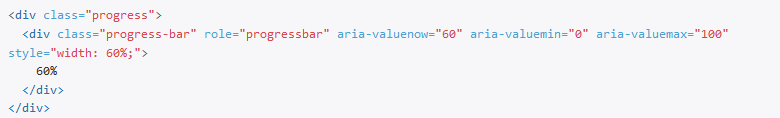 <div class="progress">
<div class="progress-bar" role="progressbar" aria-valuenow="60" aria-valuemin="0" aria-valuemax="100"
style="width: 60%;">
60%
</div>
</div>